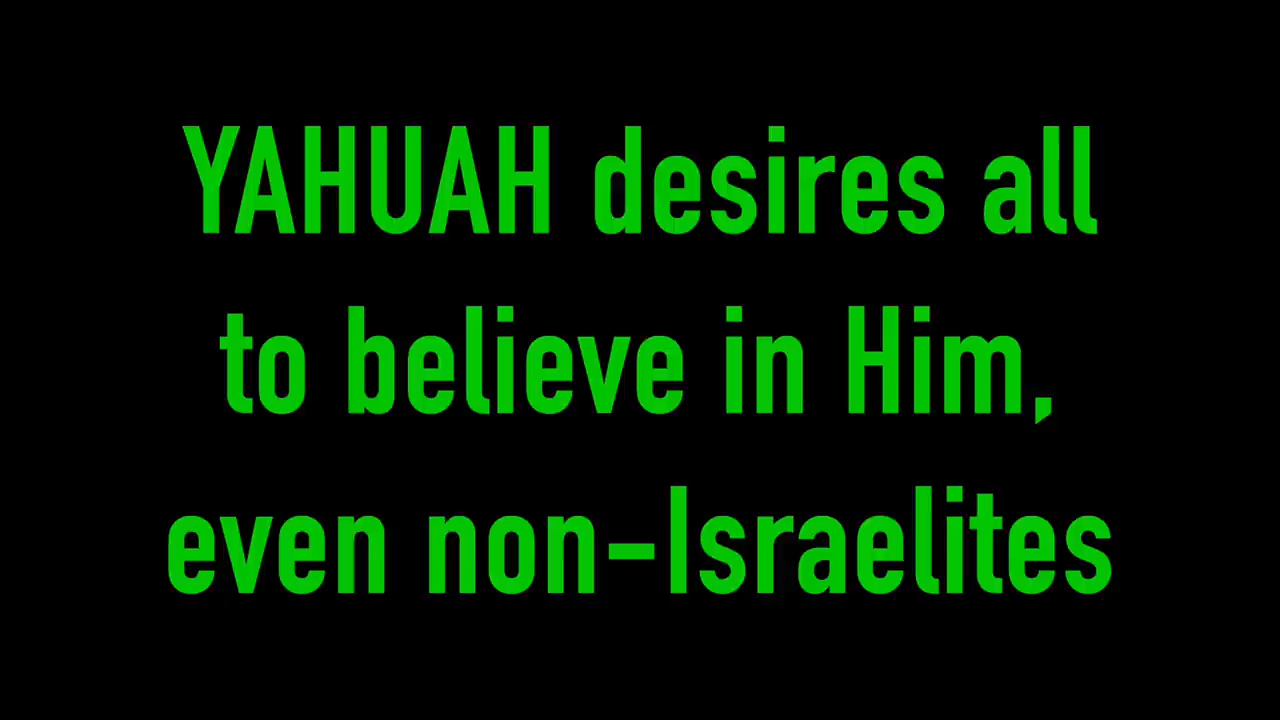 YAHUAH desires all
to believe in Him,
even non-Israelites